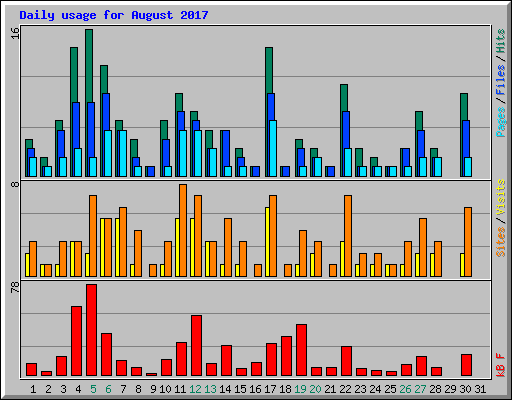 Daily usage for August 2017
16
8
78
Pages / Files / Hits
Sites / Visits
kB F
1 2 3 4 5 6 7 8 9 10 11 12 13 14 15 16 17 18 19 20 21 22 23 24 25 26 27 28 29 30 31